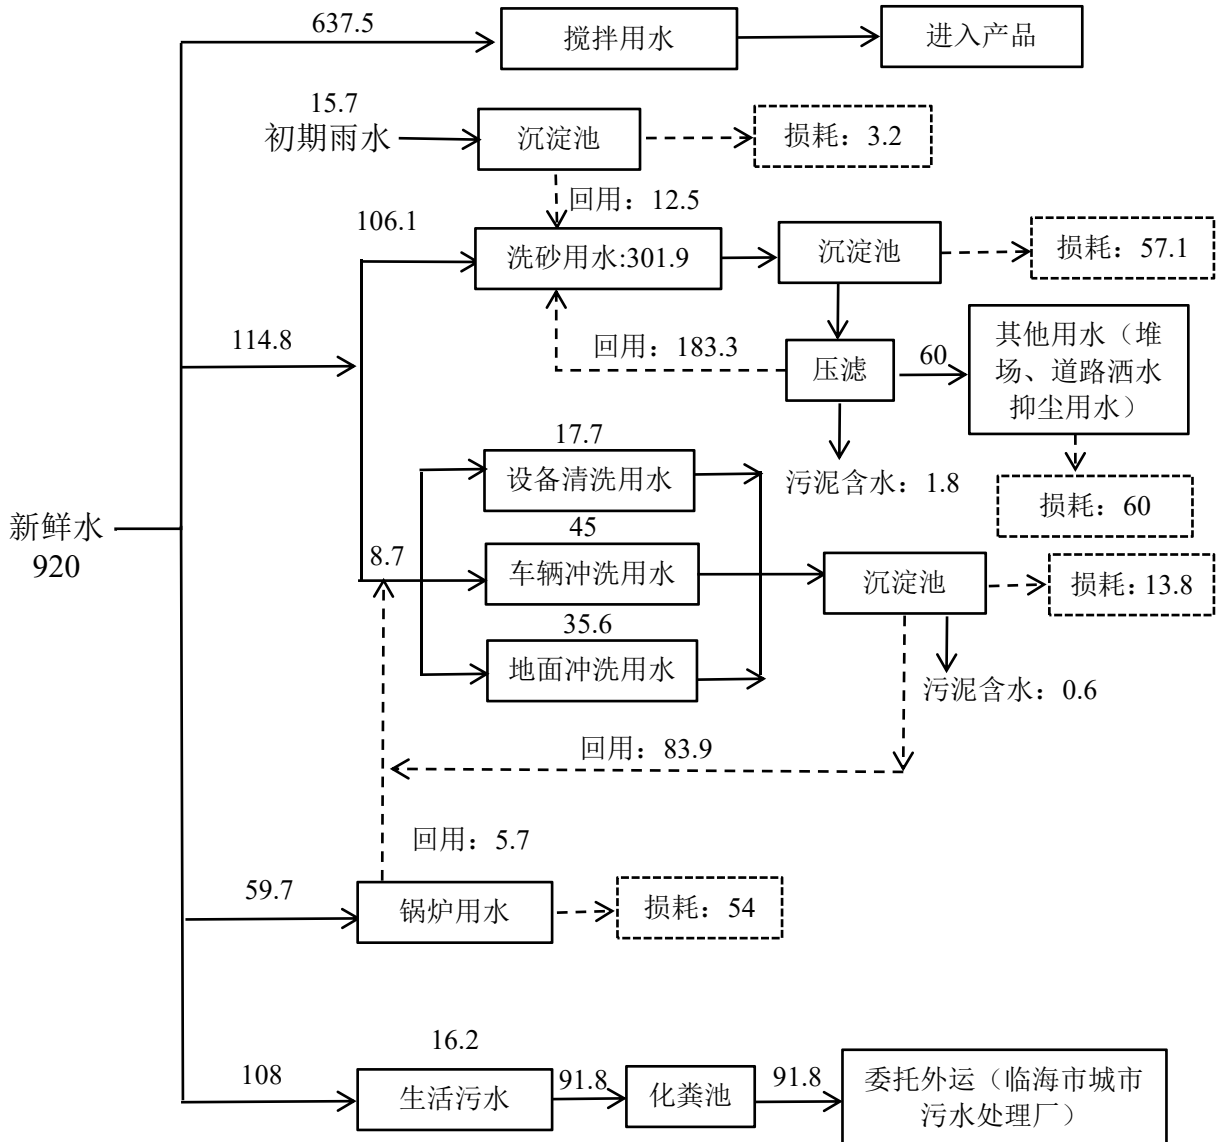 637.5
搅拌用水
进入产品
15.7
初期雨水
沉淀池
损耗：3.2
回用：12.5
106.1
洗砂用水:301.9
沉淀池
损耗：57.1
114.8
回用：183.3
压滤
60
其他用水（堆
场、道路洒水
抑尘用水）
17.7
设备清洗用水
污泥含水：1.8
损耗：60
新鲜水
920
8.7
45
车辆冲洗用水
沉淀池
损耗：13.8
35.6
地面冲洗用水
污泥含水：0.6
回用：83.9
回用：5.7
59.7
锅炉用水
损耗：54
16.2
108
生活污水
91.8
化粪池
91.8
委托外运（临海市城市
污水处理厂）